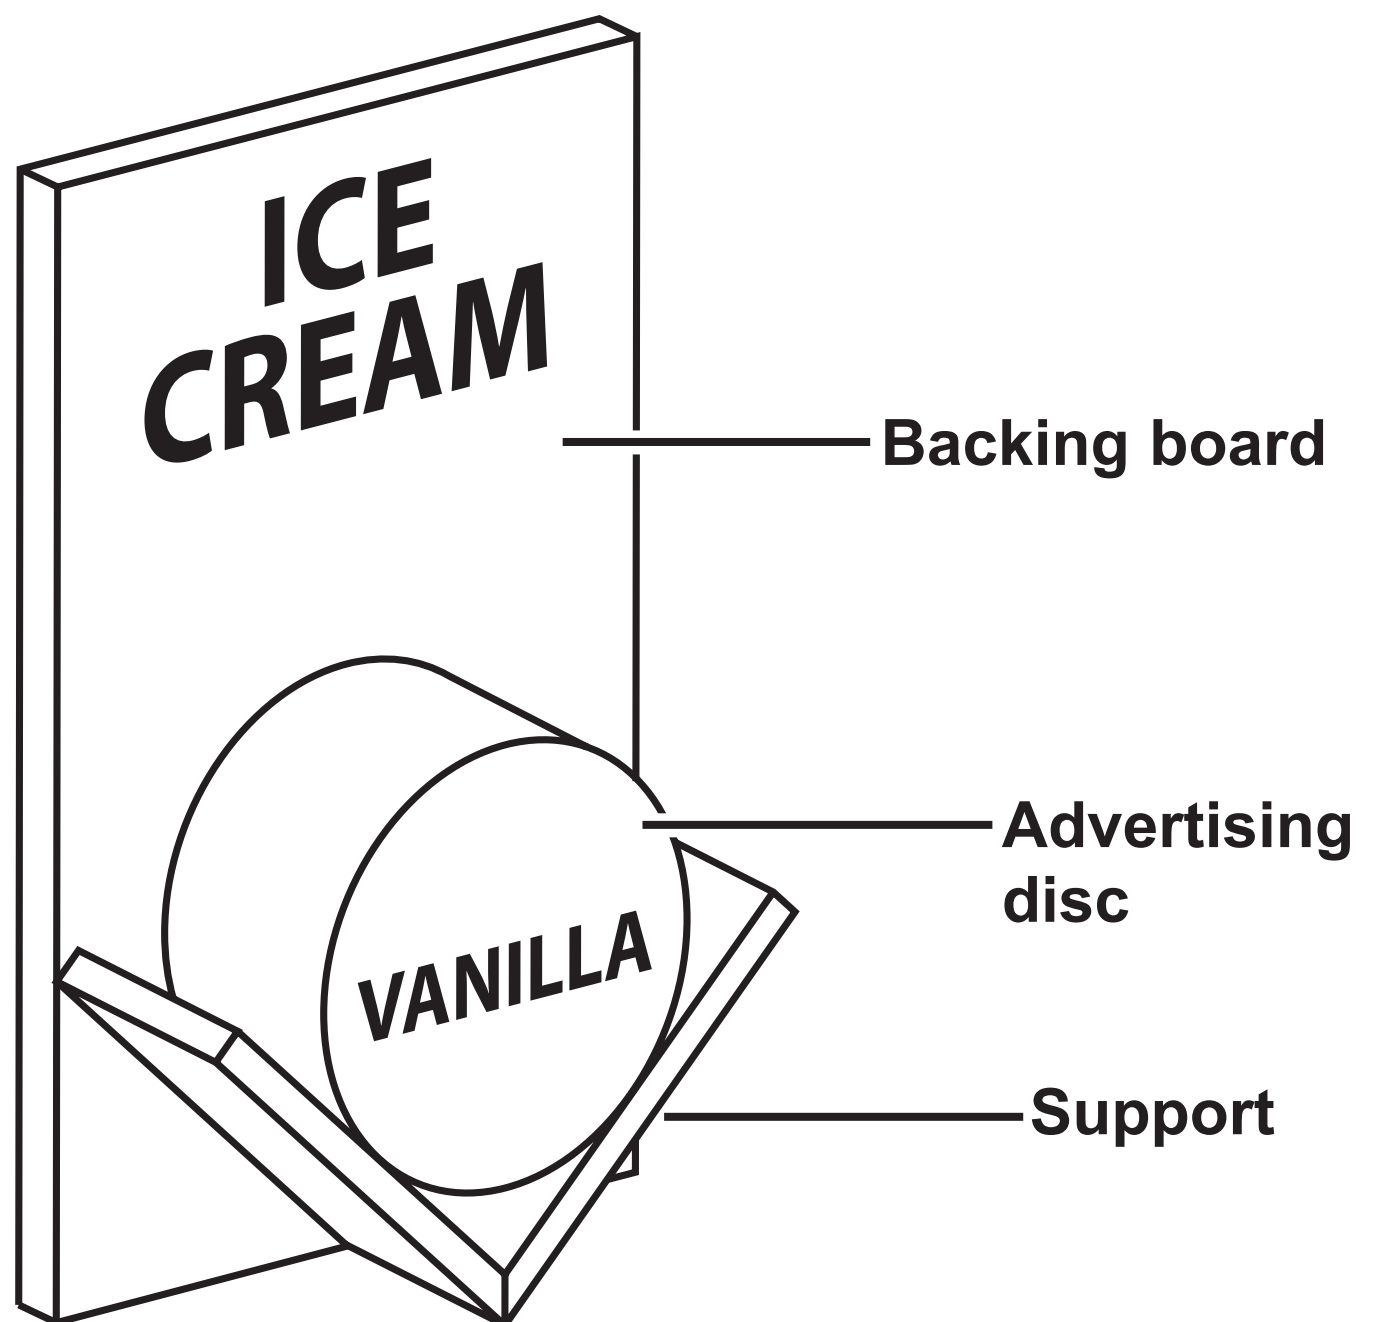 ICE
CREAM
Backing board
Advertising
disc
VANILLA
Support